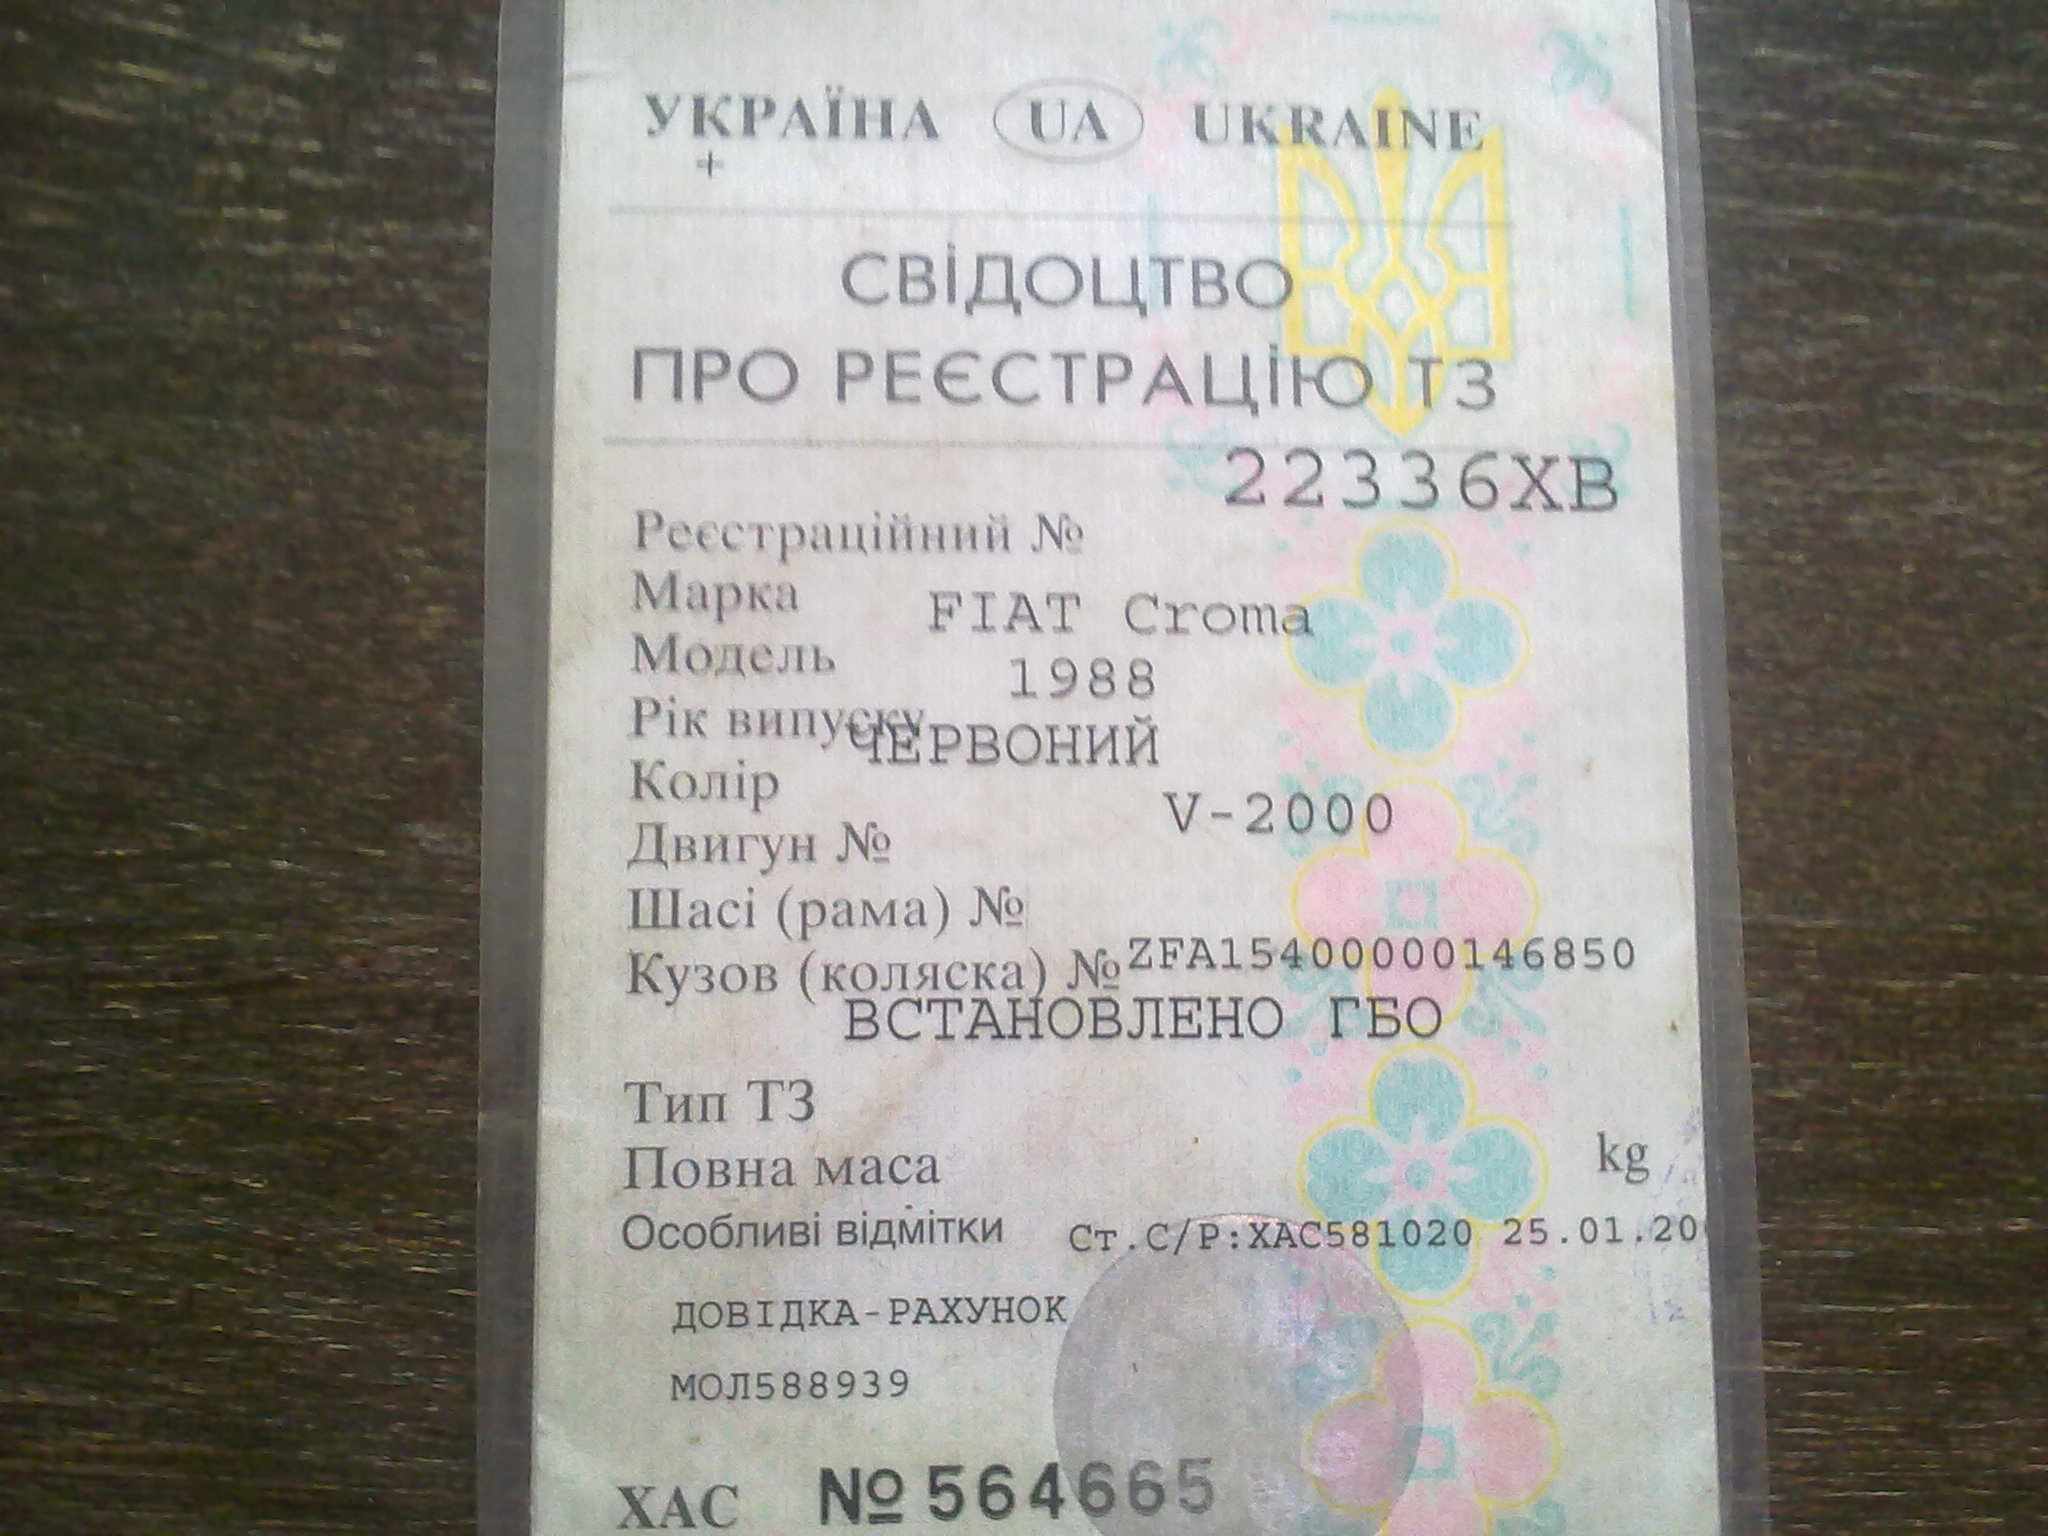 УКРАЇНА UA UKRAINE
+
СВІДОЦТВО
ПРО РЕЄСТРАЦІЮ ТЗ
22336ХВ
Реєстраційний №
Марка FIAT Croma
Модель 1988
Рік випуску
ЧЕРВОНИЙ
Колір
V-2000
Двигун №
Шасі (рама) №
Кузов (коляска) № ZFA15400000146850
ВСТАНОВЛЕНО ГБО
Тип ТЗ
Повна маса kg
Особливі відмітки Ст.С/Р:ХАС581020 25.01.20
ДОВІДКА-РАХУНОК
МОЛ588939
ХАС №564665